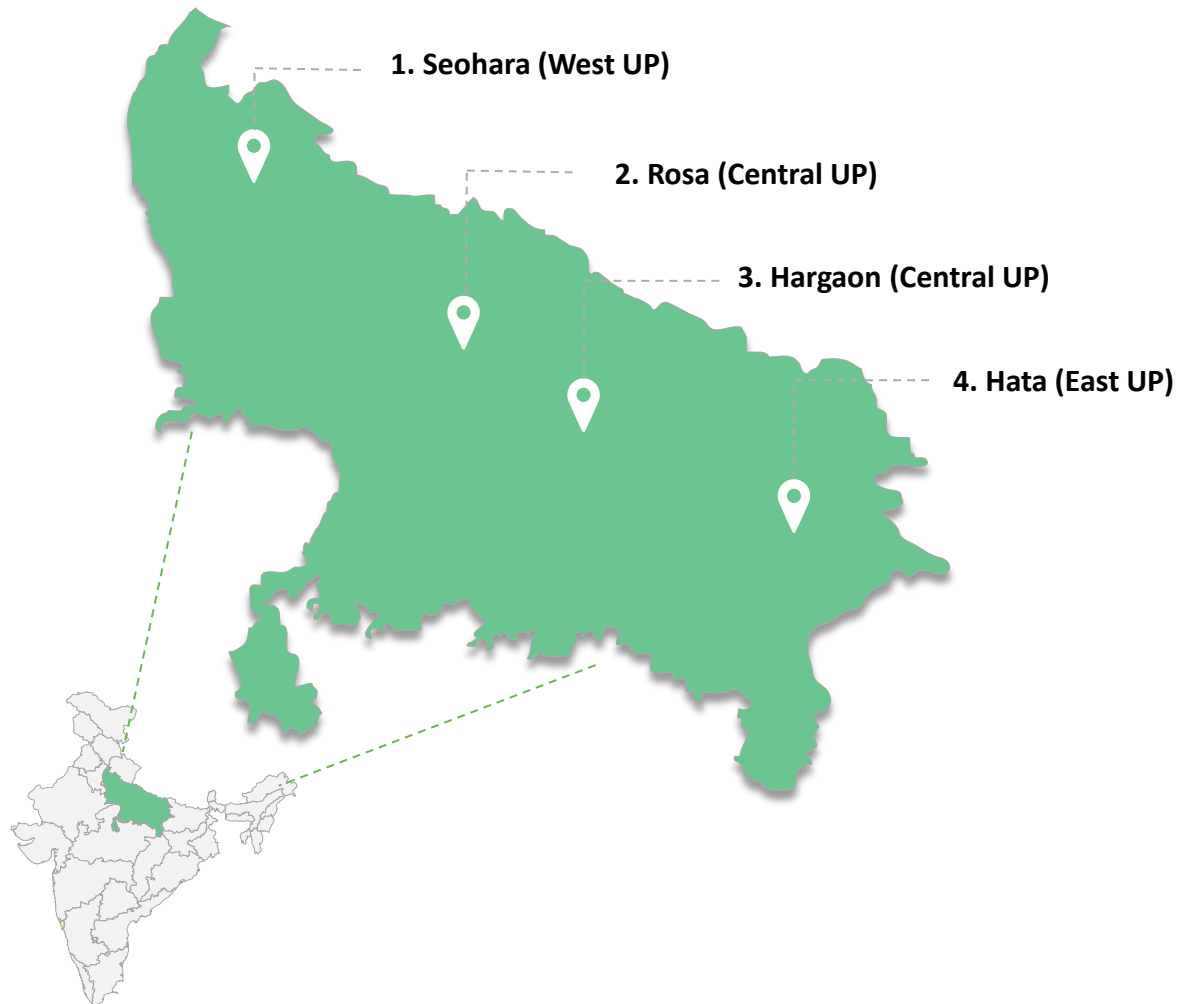 1. Seohara (West UP)
2. Rosa (Central UP)
3. Hargaon (Central UP)
4. Hata (East UP)